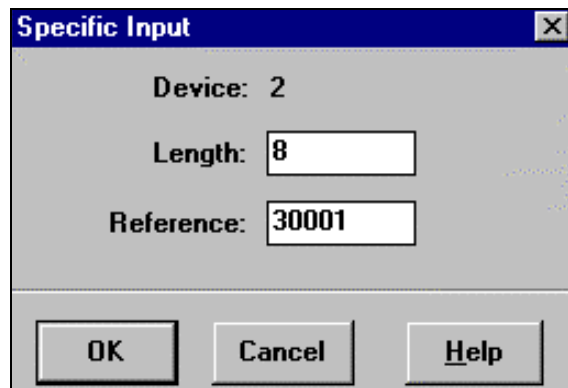 Specific Input
Device: 2
Length: 8
Reference: 30001
OK Cancel Help